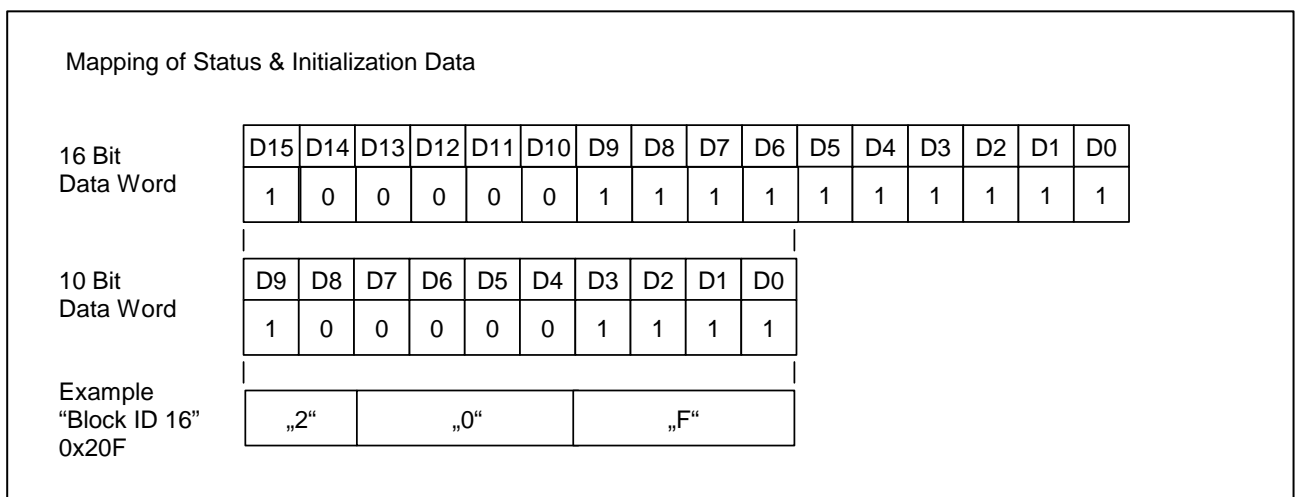 Mapping of Status & Initialization Data
16 Bit
Data Word
D15 D14 D13 D12 D11 D10 D9 D8 D7 D6 D5 D4 D3 D2 D1 D0
1 0 0 0 0 0 1 1 1 1 1 1 1 1 1 1
10 Bit
Data Word
D9 D8 D7 D6 D5 D4 D3 D2 D1 D0
1 0 0 0 0 0 1 1 1 1
Example
“Block ID 16”
0x20F
„2“ „0“ „F“